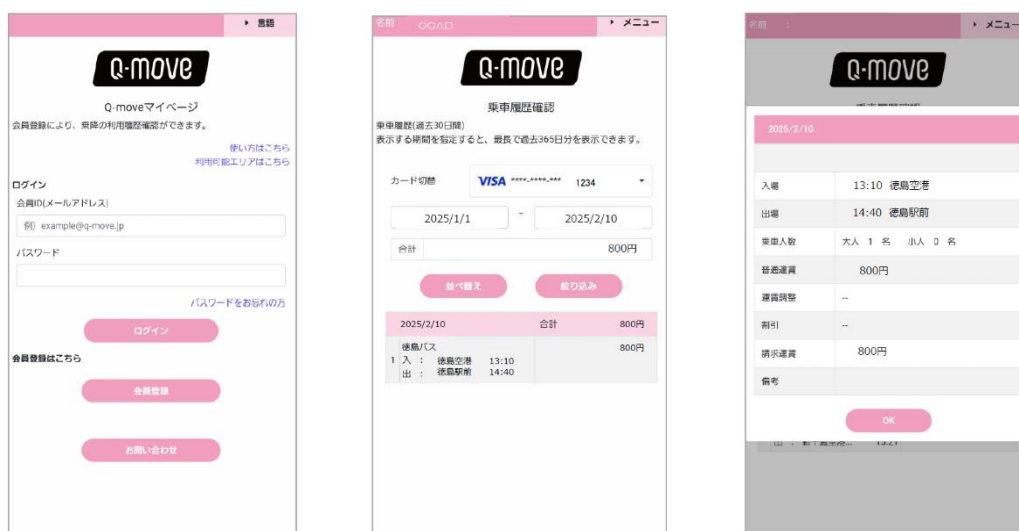 ▶ 言語
Q-move
Q-moveマイページ
会員登録により、乗降の利用履歴確認ができます。
使い方はこちら
利用可能エリアはこちら
ログイン
会員ID(メールアドレス)
例）example@q-move.jp
パスワード
パスワードをお忘れの方
ログイン
会員登録はこちら
会員登録
お問い合わせ
名前 〇〇△□ ▶ メニュー
Q-move
乗車履歴確認
乗車履歴(過去30日間)
表示する期間を指定すると、最長で過去365日分を表示できます。
カード切替 VISA ****-****-*** 1234
2025/1/1 ~ 2025/2/10
合計 800円
並べ替え 絞り込み
2025/2/10 合計 800円
徳島バス 800円
1 入 : 徳島空港 13:10
出 : 徳島駅前 14:40
名前 : ▶ メニュー
Q-move
2025/2/10
入場 13:10 徳島空港
出場 14:40 徳島駅前
乗車人数 大人 1 名 小人 0 名
普通運賃 800円
運賃調整 --
割引 --
請求運賃 800円
備考
OK